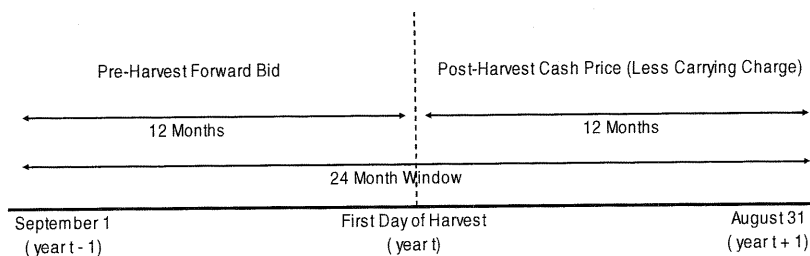 Pre-Harvest Forward Bid
Post-Harvest Cash Price (Less Carrying Charge)
12 Months
12 Months
24 Month Window
September 1
(year t - 1)
First Day of Harvest
(year t)
August 31
(year t + 1)